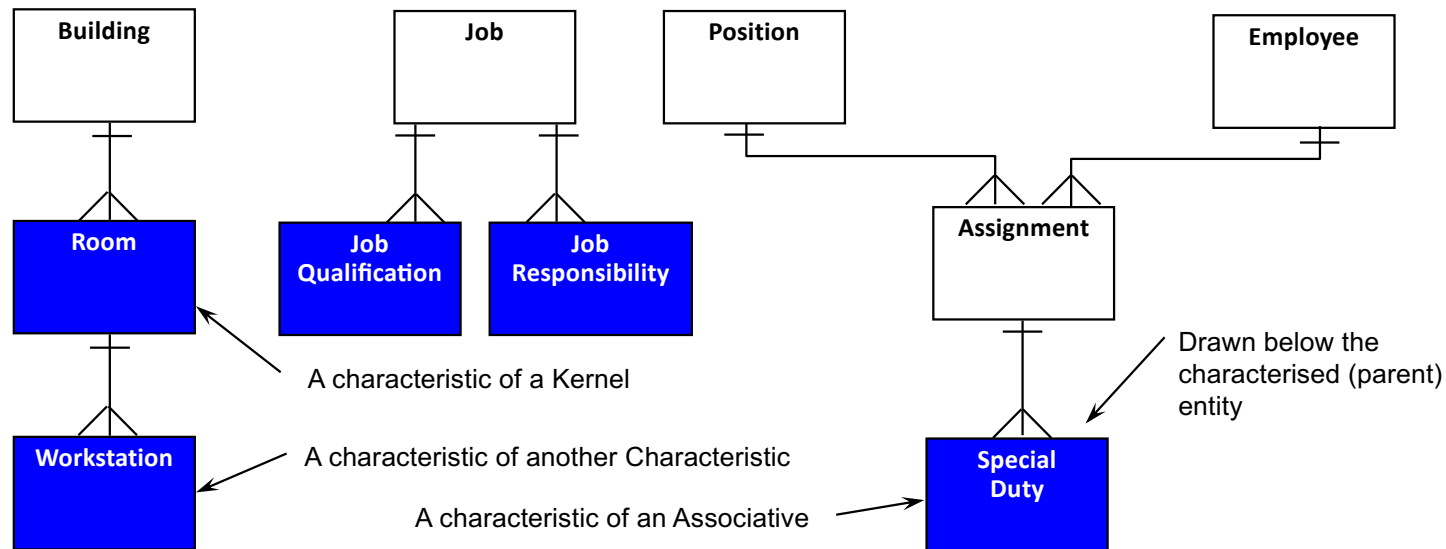 Building
Job
Position
Employee
Room
Job
Qualification
Job
Responsibility
Assignment
A characteristic of a Kernel
Drawn below the
characterised (parent)
entity
Workstation
A characteristic of another Characteristic
Special
Duty
A characteristic of an Associative